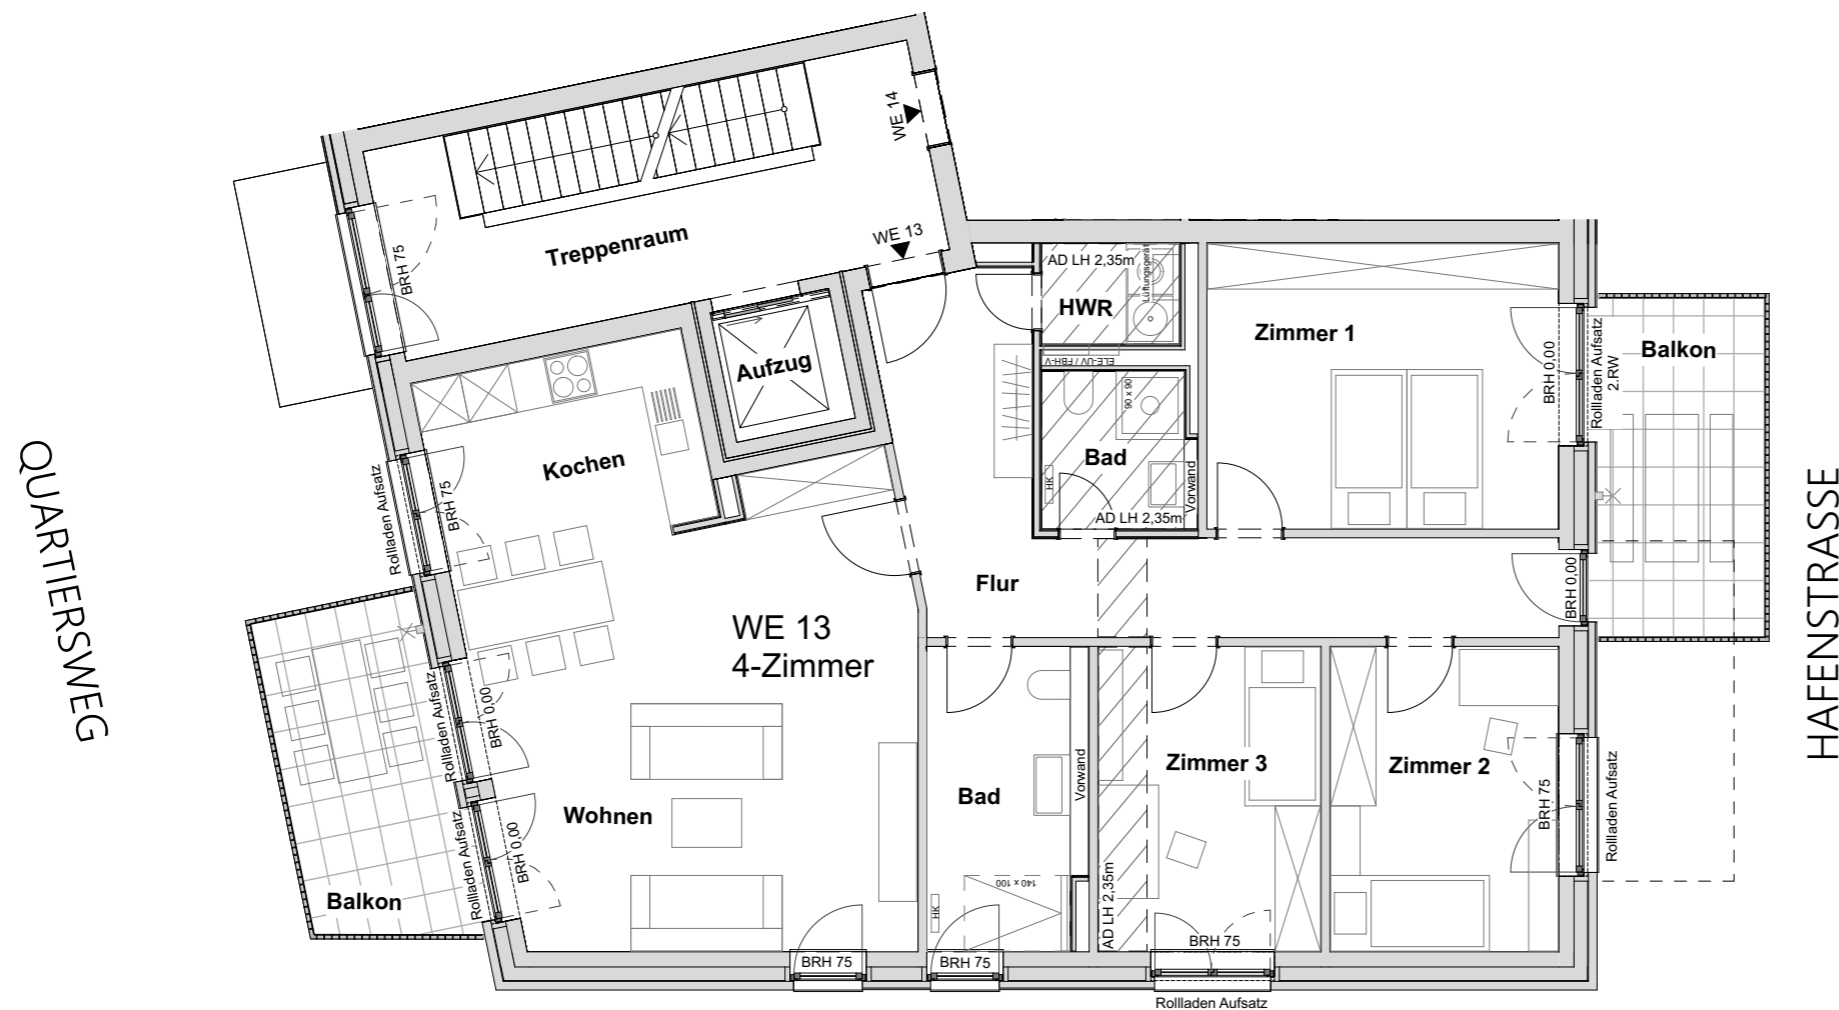 WE 14
WE 13
Treppenraum
BRH 75
AD LH 2,35m
Lüftungsgerät
HWR
ELE-UV / FBH-V
Aufzug
Zimmer 1
BRH 0,00
Rollladen Aufsatz
2.RW
Balkon
90 x 90
Bad
HK
Vorwand
AD LH 2,35m
Kochen
Rollladen Aufsatz
BRH 75
QUARTIERSWEG
HAFENSTRASSE
Flur
BRH 0,00
WE 13
4-Zimmer
Rollladen Aufsatz
BRH 0,00
Wohnen
Rollladen Aufsatz
BRH 0,00
Balkon
Bad
Vorwand
140 x 100
HK
Zimmer 3
AD LH 2,35m
Zimmer 2
BRH 75
Rollladen Aufsatz
BRH 75
BRH 75
BRH 75
Rollladen Aufsatz